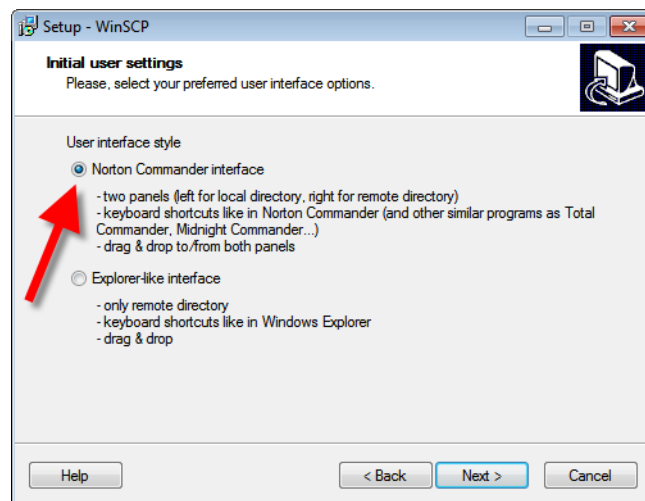 Setup - WinSCP
Initial user settings
Please, select your preferred user interface options.
User interface style
Norton Commander interface
- two panels (left for local directory, right for remote directory)
- keyboard shortcuts like in Norton Commander (and other similar programs as Total
Commander, Midnight Commander...)
- drag & drop to/from both panels
Explorer-like interface
- only remote directory
- keyboard shortcuts like in Windows Explorer
- drag & drop
Help
< Back
Next >
Cancel